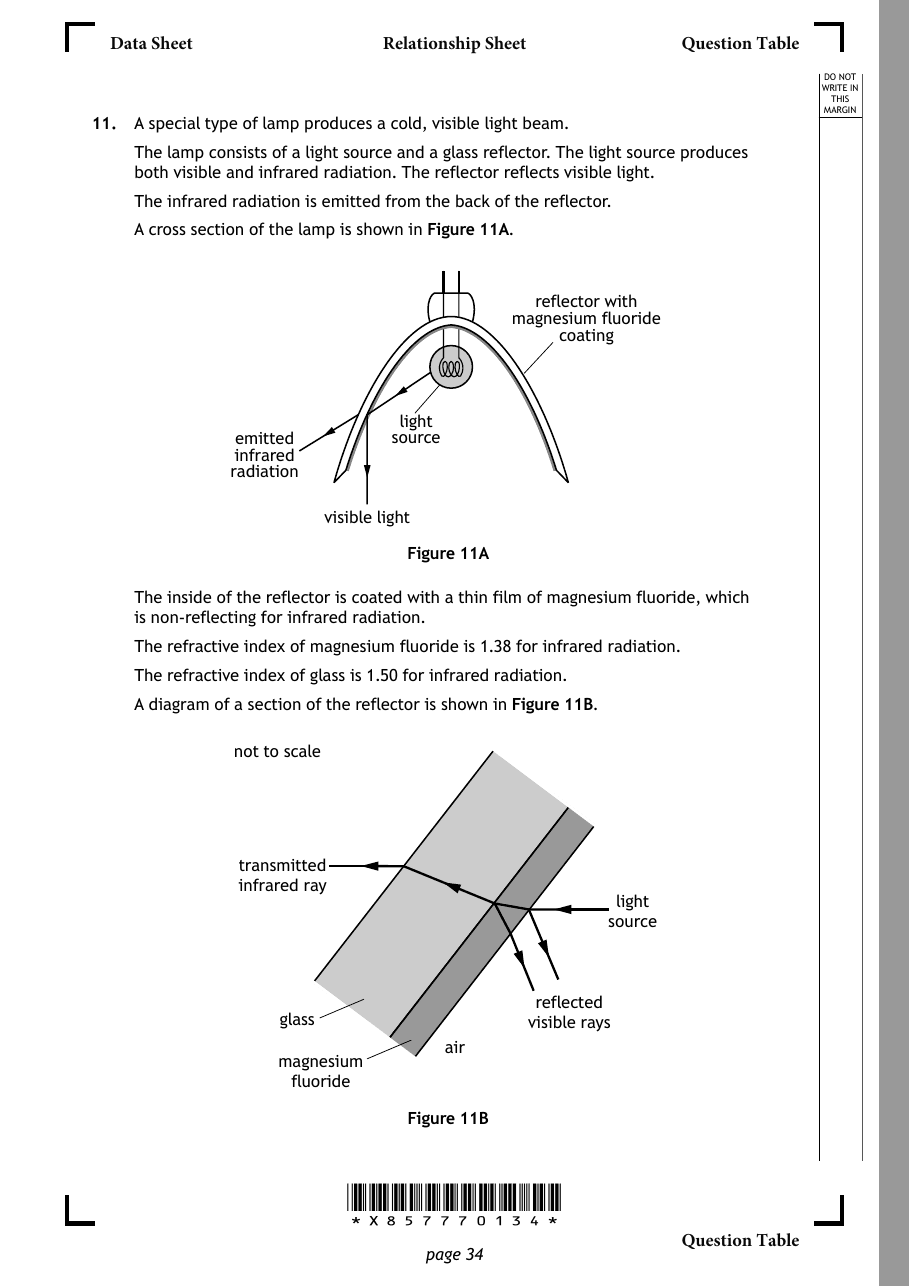 Data Sheet Relationship Sheet Question Table
DO NOT
WRITE IN
THIS
MARGIN
11. A special type of lamp produces a cold, visible light beam.
The lamp consists of a light source and a glass reflector. The light source produces
both visible and infrared radiation. The reflector reflects visible light.
The infrared radiation is emitted from the back of the reflector.
A cross section of the lamp is shown in Figure 11A.
reflector with
magnesium fluoride
coating
light
source
emitted
infrared
radiation
visible light
Figure 11A
The inside of the reflector is coated with a thin film of magnesium fluoride, which
is non-reflecting for infrared radiation.
The refractive index of magnesium fluoride is 1.38 for infrared radiation.
The refractive index of glass is 1.50 for infrared radiation.
A diagram of a section of the reflector is shown in Figure 11B.
not to scale
transmitted
infrared ray
light
source
reflected
visible rays
glass
air
magnesium
fluoride
Figure 11B
* X 8 5 7 7 7 0 1 3 4 *
page 34
Question Table